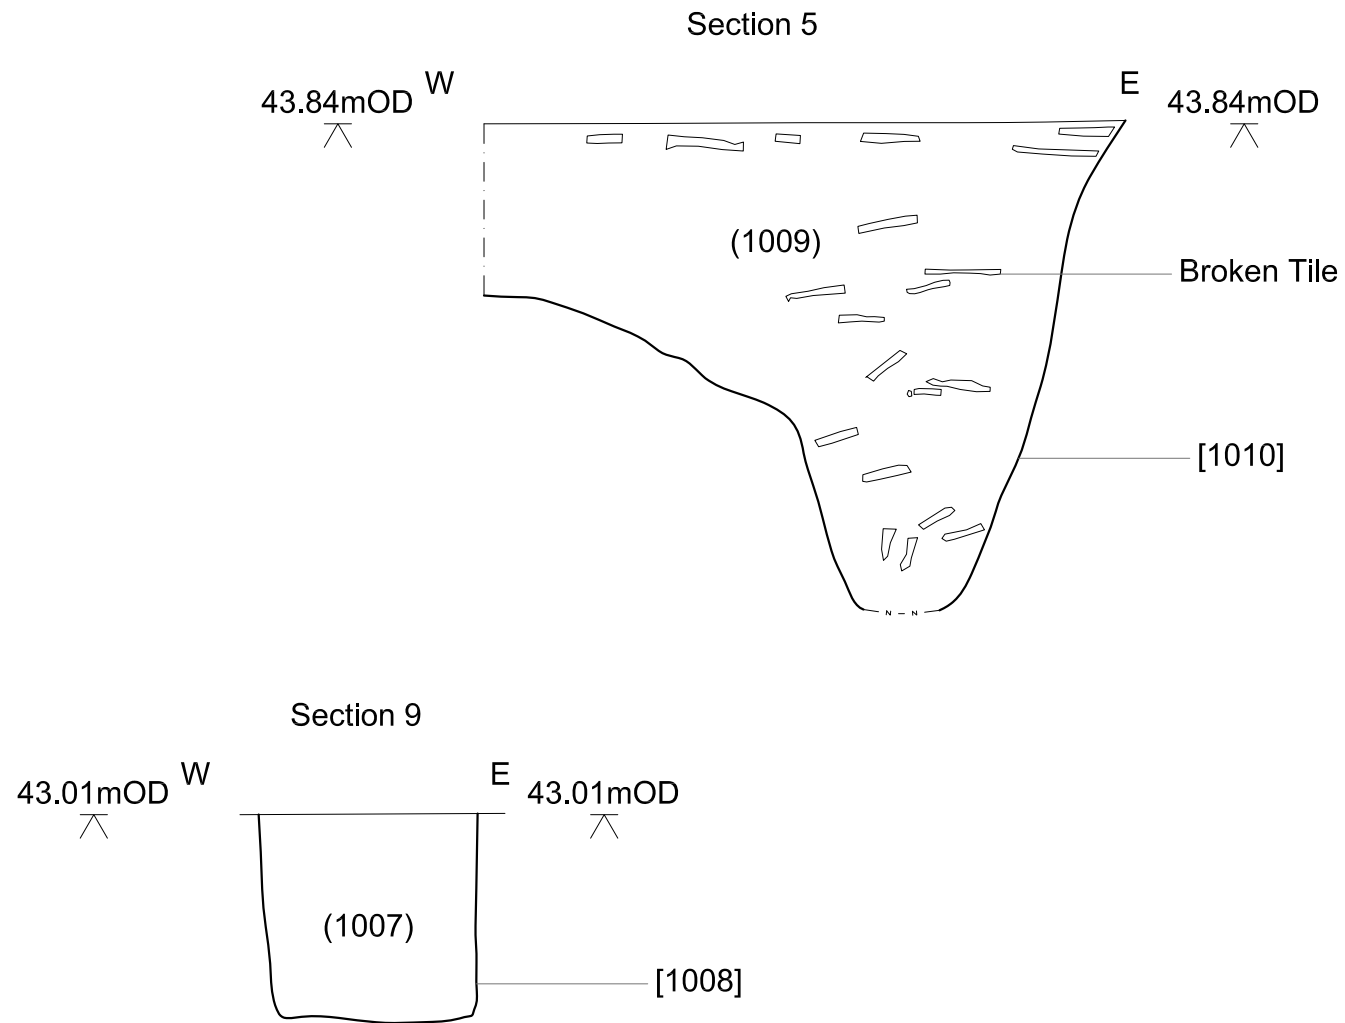 Section 5
W
E
43.84mOD
43.84mOD
(1009)
Broken Tile
[1010]
Section 9
W
E
43.01mOD
43.01mOD
(1007)
[1008]